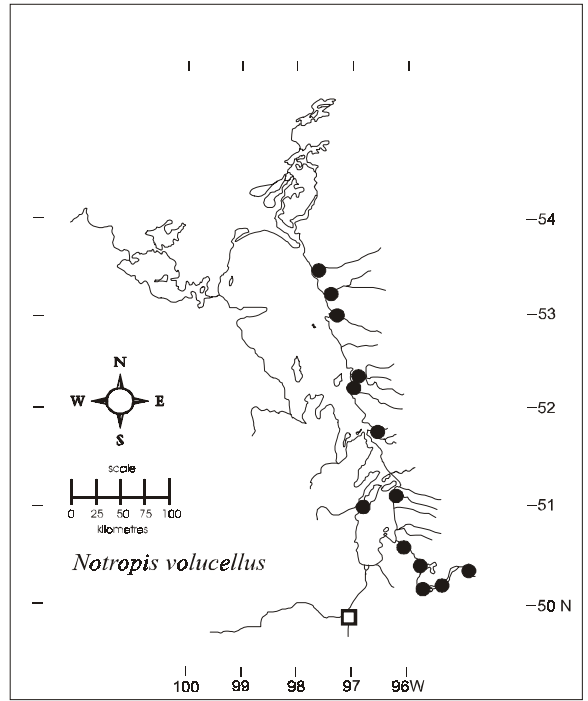 54
53
N
W E
52
S
scale
51
0 25 50 75 100
kilometres
Notropis volucellus
50 N
100 99 98 97 96W